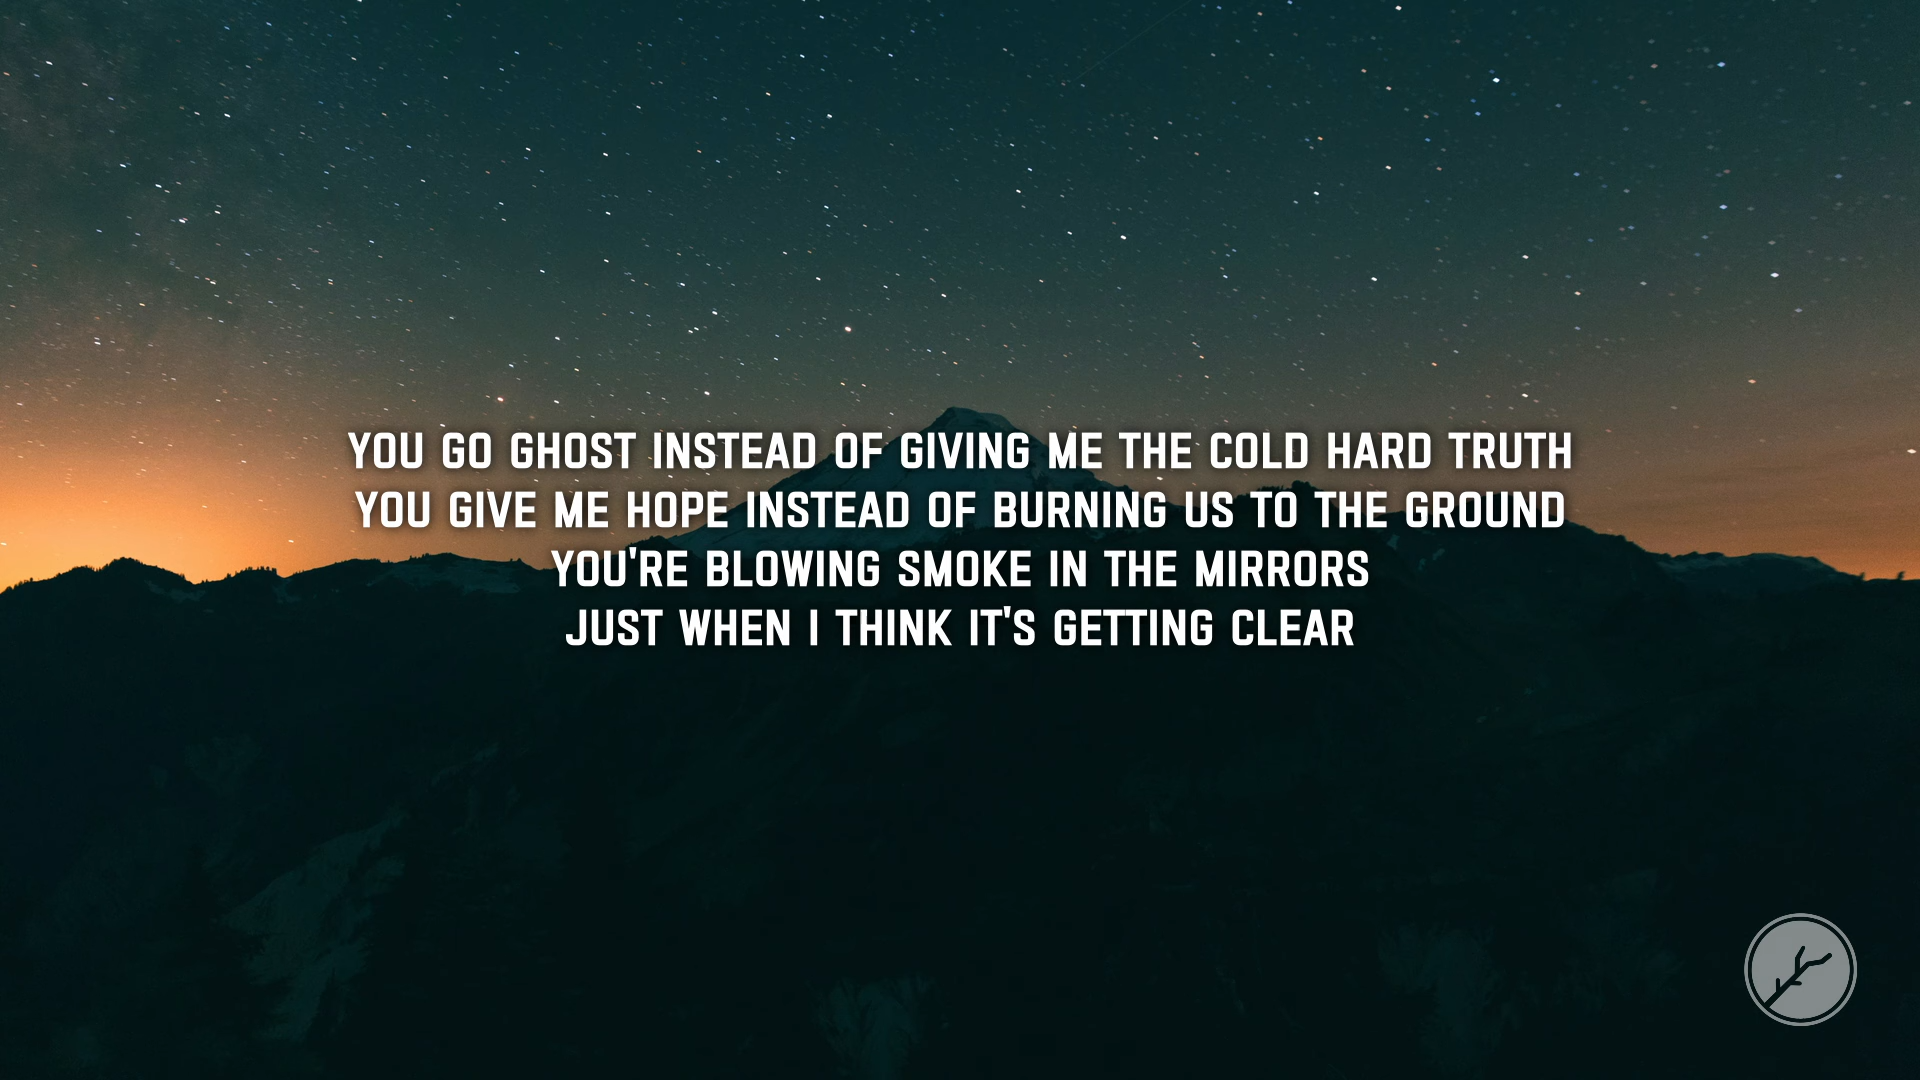 YOU GO GHOST INSTEAD OF GIVING ME THE COLD HARD TRUTH
YOU GIVE ME HOPE INSTEAD OF BURNING US TO THE GROUND
YOU'RE BLOWING SMOKE IN THE MIRRORS
JUST WHEN I THINK IT'S GETTING CLEAR